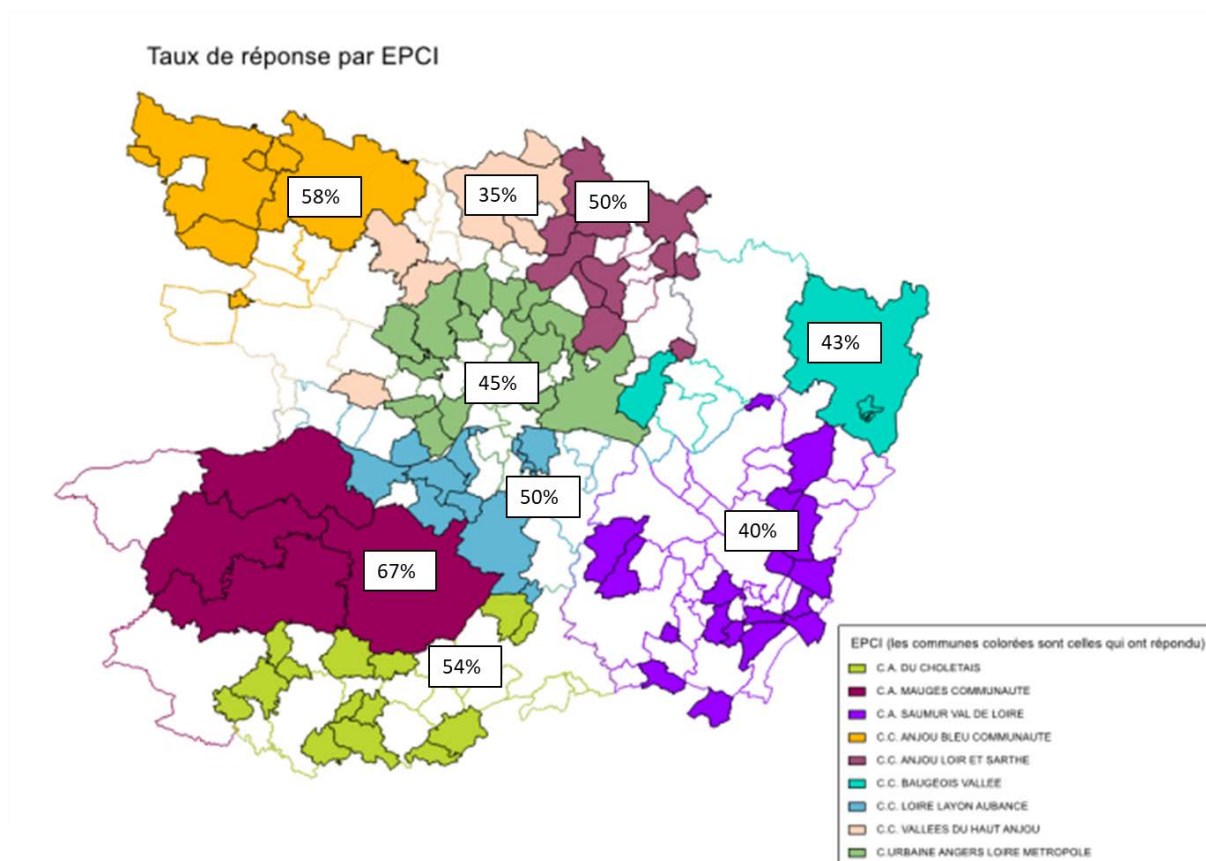 Taux de réponse par EPCI
58%
35%
50%
43%
45%
50%
40%
67%
54%
EPCI (les communes colorées sont celles qui ont répondu)
C.A. DU CHOLETAIS
C.A. MAUGES COMMUNAUTE
C.A. SAUMUR VAL DE LOIRE
C.C. ANJOU BLEU COMMUNAUTE
C.C. ANJOU LOIR ET SARTHE
C.C. BAUGEOIS VALLEE
C.C. LOIRE LAYON AUBANCE
C.C. VALLEES DU HAUT ANJOU
C.URBAINE ANGERS LOIRE METROPOLE